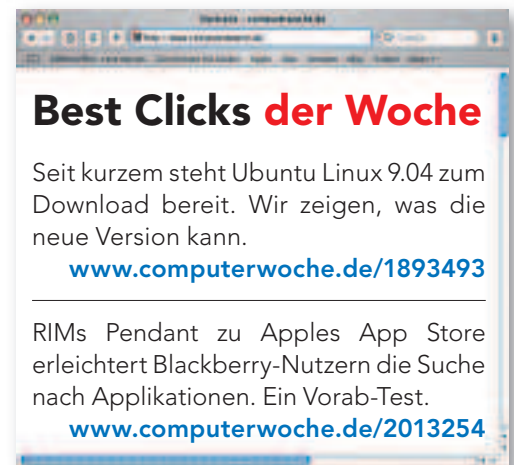 Best Clicks der Woche
Seit kurzem steht Ubuntu Linux 9.04 zum
Download bereit. Wir zeigen, was die
neue Version kann.
www.computerwoche.de/1893493
RIMs Pendant zu Apples App Store
erleichtert Blackberry-Nutzern die Suche
nach Applikationen. Ein Vorab-Test.
www.computerwoche.de/2013254